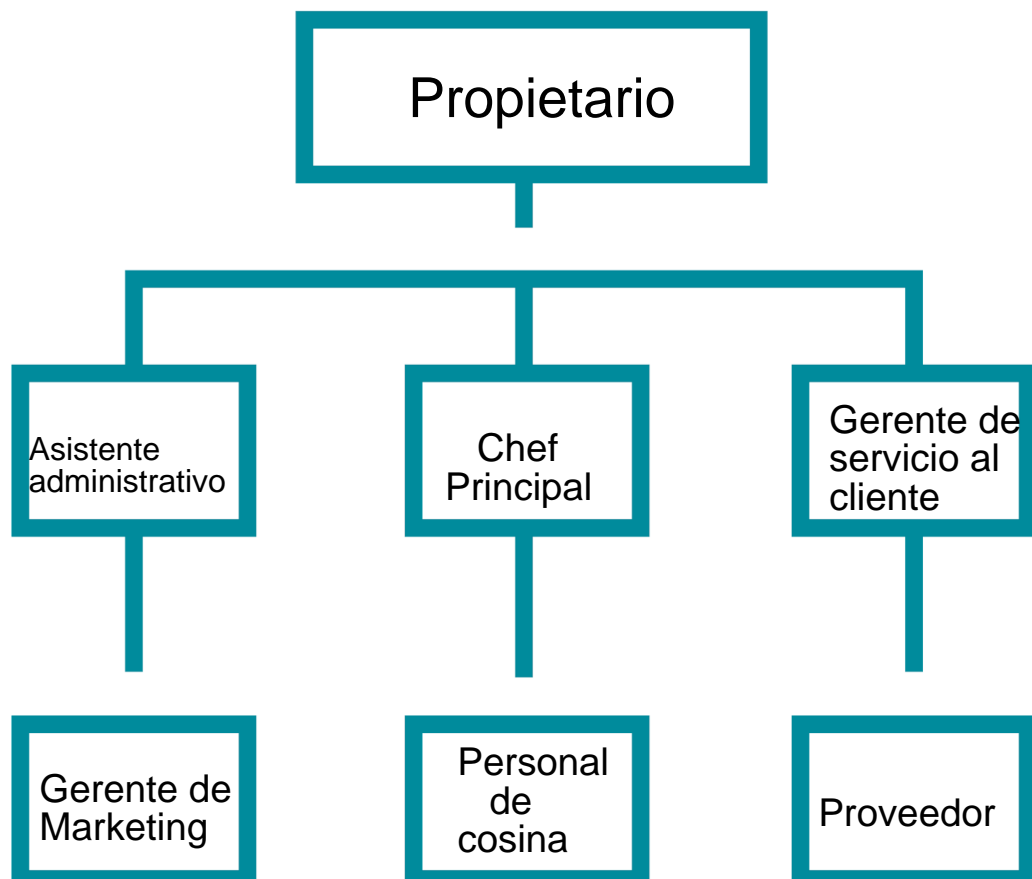 Propietario
Asistente
administrativo
Chef
Principal
Gerente de
servicio al
cliente
Gerente de
Marketing
Personal
de
cosina
Proveedor